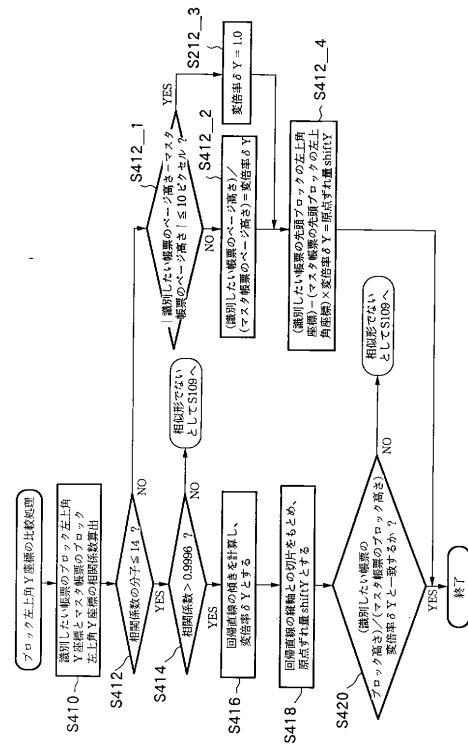 ブロック左上角Y座標の比較処理
S410
識別したい帳票のブロック左上角
Y座標とマスタ帳票のブロック
左上角Y座標の相関係数算出
S412
相関係数の分子≦14 ?
YES
NO
S414
相関係数>0.9996 ?
YES
NO
相似形でない
としてS109へ
S416
回帰直線の傾きを計算し、
変倍率δYとする
S418
回帰直線の縦軸との切片をもとめ、
原点ずれ量shiftYとする
S420
(識別したい帳票の
ブロック高さ)/(マスタ帳票のブロック高さ)
変倍率δYと一致するか?
YES
NO
相似形でない
としてS109へ
終了
S412__1
|識別したい帳票のページ高さ−マスタ
帳票のページ高さ|≦10ピクセル?
YES
NO
S412__2
(識別したい帳票のページ高さ)/
(マスタ帳票のページ高さ)=変倍率δY
S212__3
変倍率δY=1.0
S412__4
(識別したい帳票の先頭ブロックの左上角
座標)−(マスタ帳票の先頭ブロックの左上
角座標)×変倍率δY=原点ずれ量shiftY